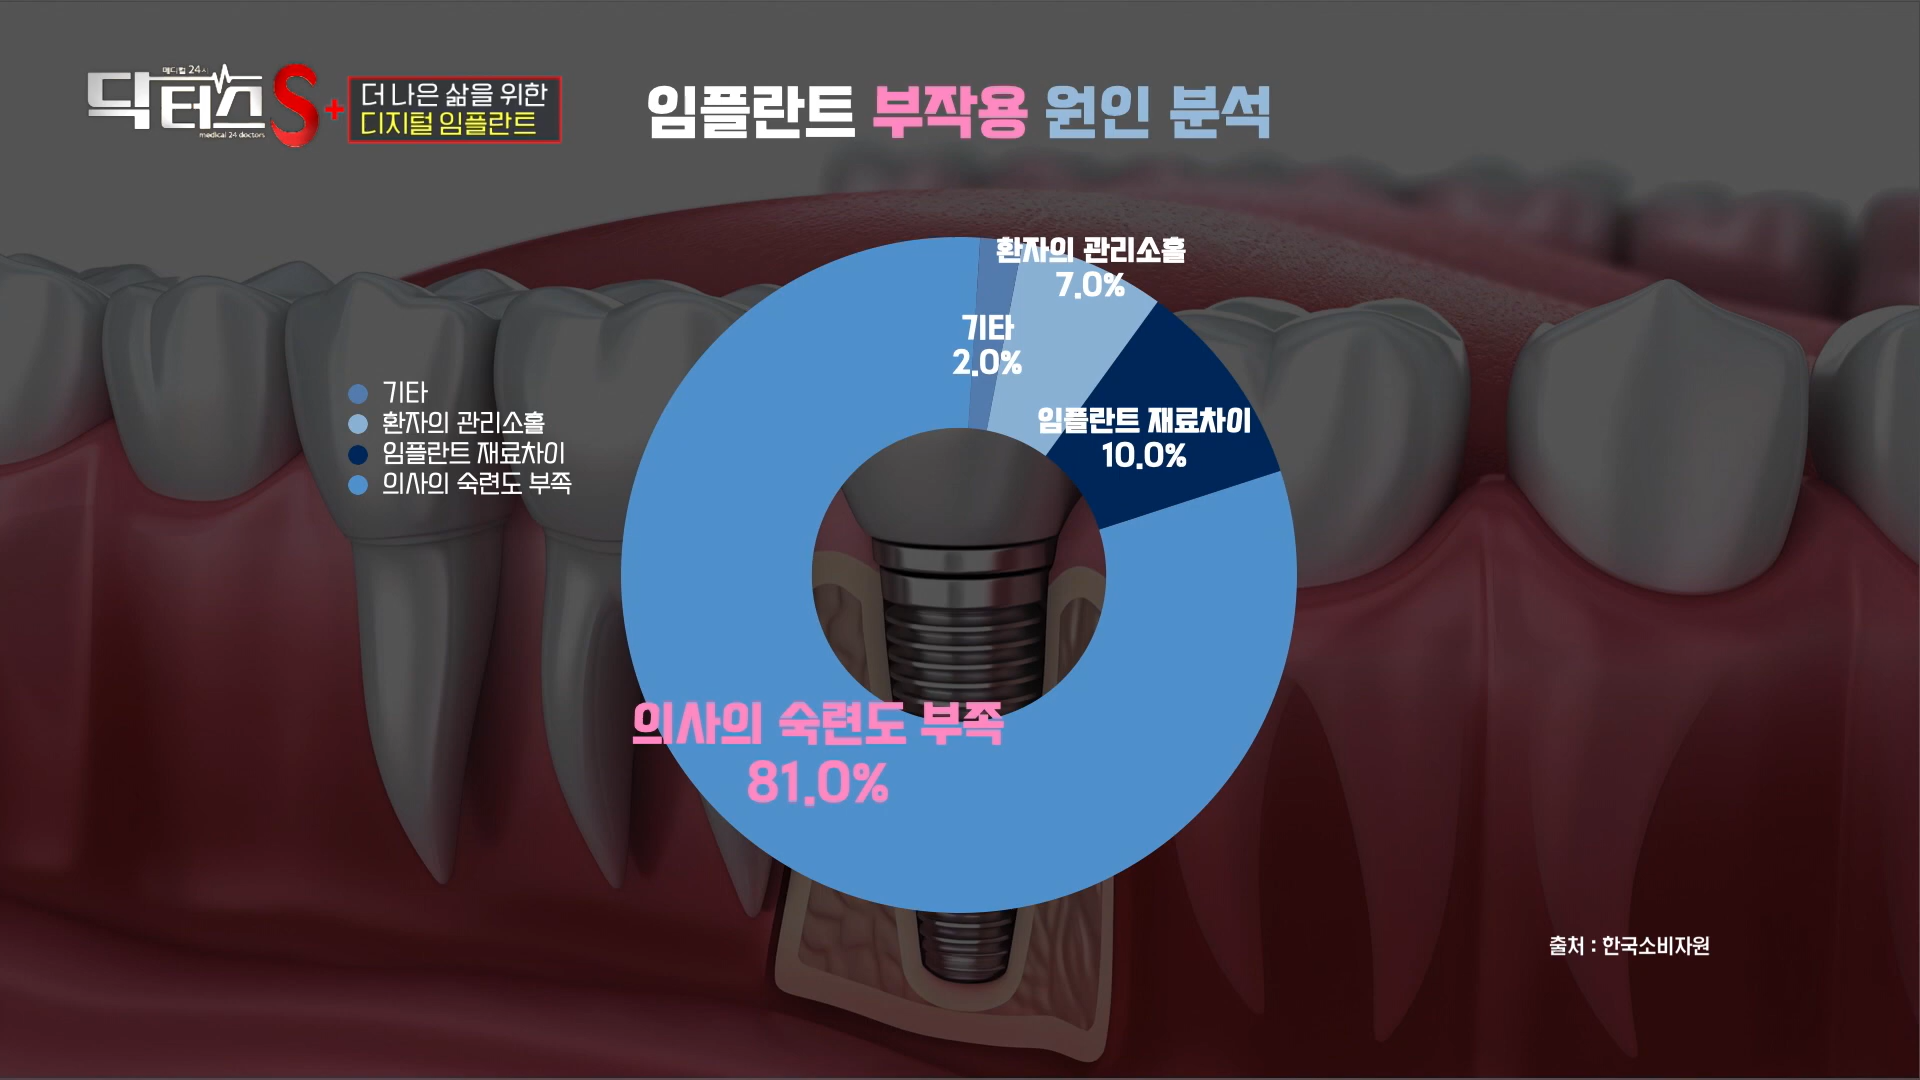 메디컬 24시
닥터스 S
medical 24 doctors
+
더 나은 삶을 위한
디지털 임플란트
임플란트 부작용 원인 분석
환자의 관리소홀
7.0%
기타
2.0%
임플란트 재료차이
10.0%
기타
환자의 관리소홀
임플란트 재료차이
의사의 숙련도 부족
의사의 숙련도 부족
81.0%
출처 : 한국소비자원